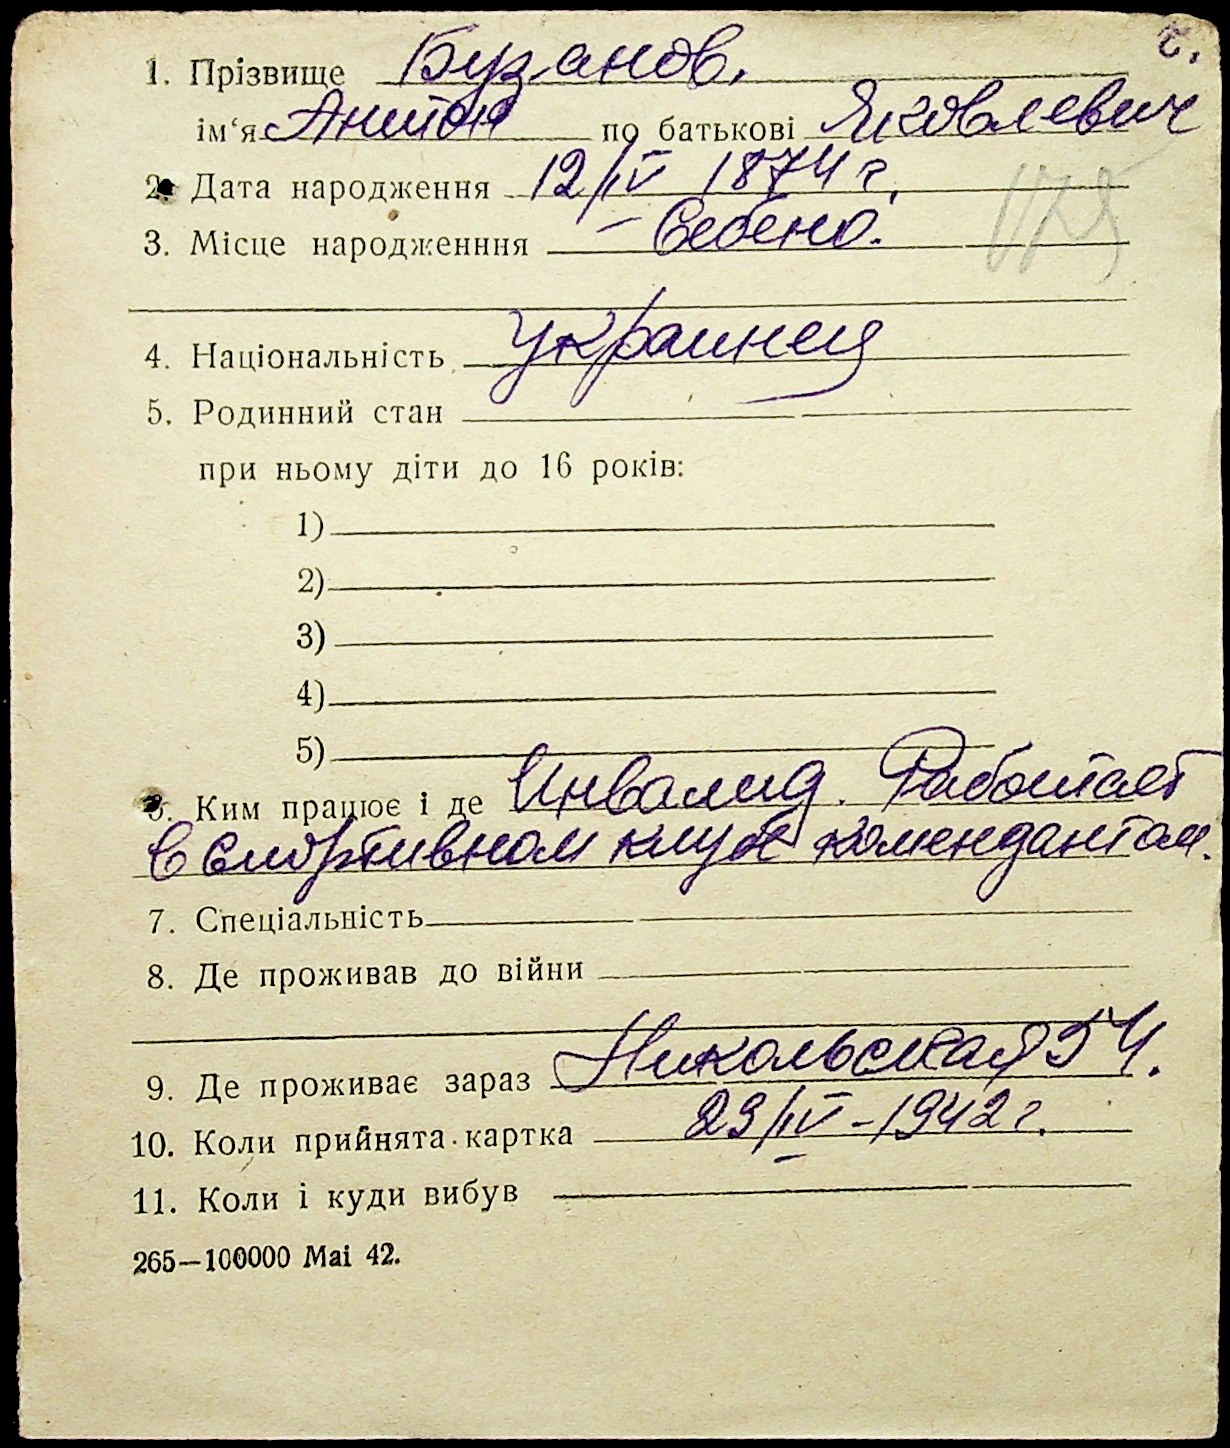 1. Прізвище Бузанов.
ім‘я Антон по батькові Яковлевич
2. Дата народження 12/IV 1874 г.
3. Місце народженння – Себено.
4. Національність Украинец
5. Родинний стан
при ньому діти до 16 років:
1)
2)
3)
4)
5)
6. Ким працює і де Инвалид. Работает
в спортивном клубе комендантом.
7. Спеціальність
8. Де проживав до війни
9. Де проживає зараз Никольская 54.
10. Коли прийнята картка 23/IV – 1942 г.
11. Коли і куди вибув
265—100000 Mai 42.